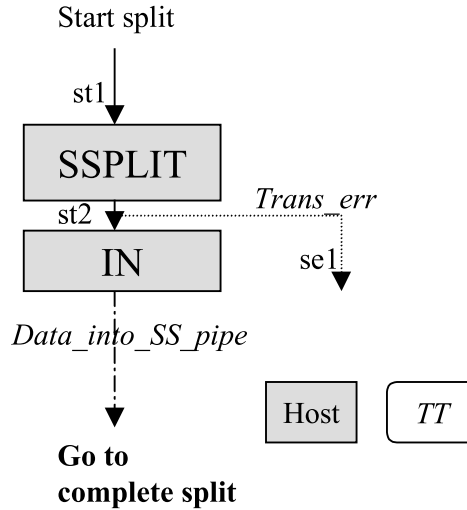 Start split
st1
SSPLIT
Trans_err
st2
IN
se1
Data_into_SS_pipe
Host
TT
Go to
complete split